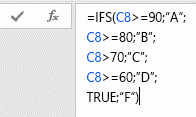 =IFS(C8>=90;“A”;
C8>=80;”B”;
C8>70;”C”;
C8>=60;”D”;
TRUE;“F”)